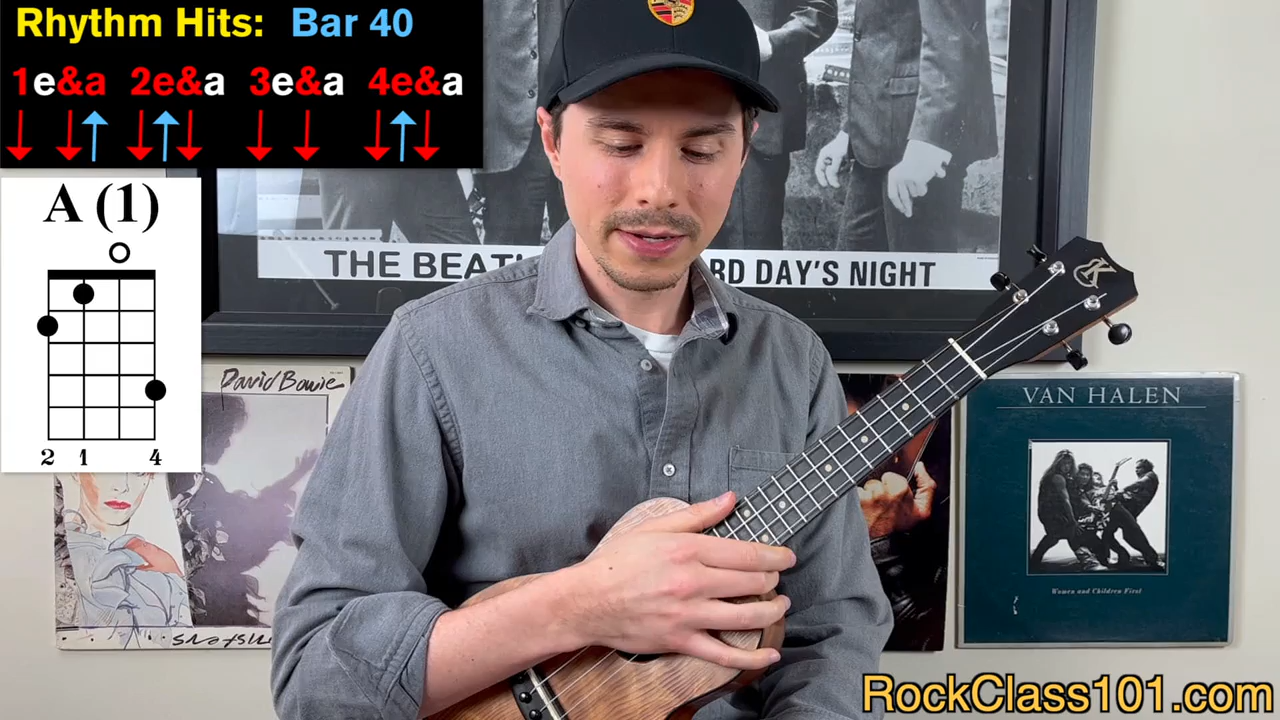 Rhythm Hits: Bar 40
1e&a 2e&a 3e&a 4e&a
A (1)
2 1 4
THE BEAT
RD DAY'S NIGHT
David Bowie
VAN HALEN
Women and Children First
K
RockClass101.com